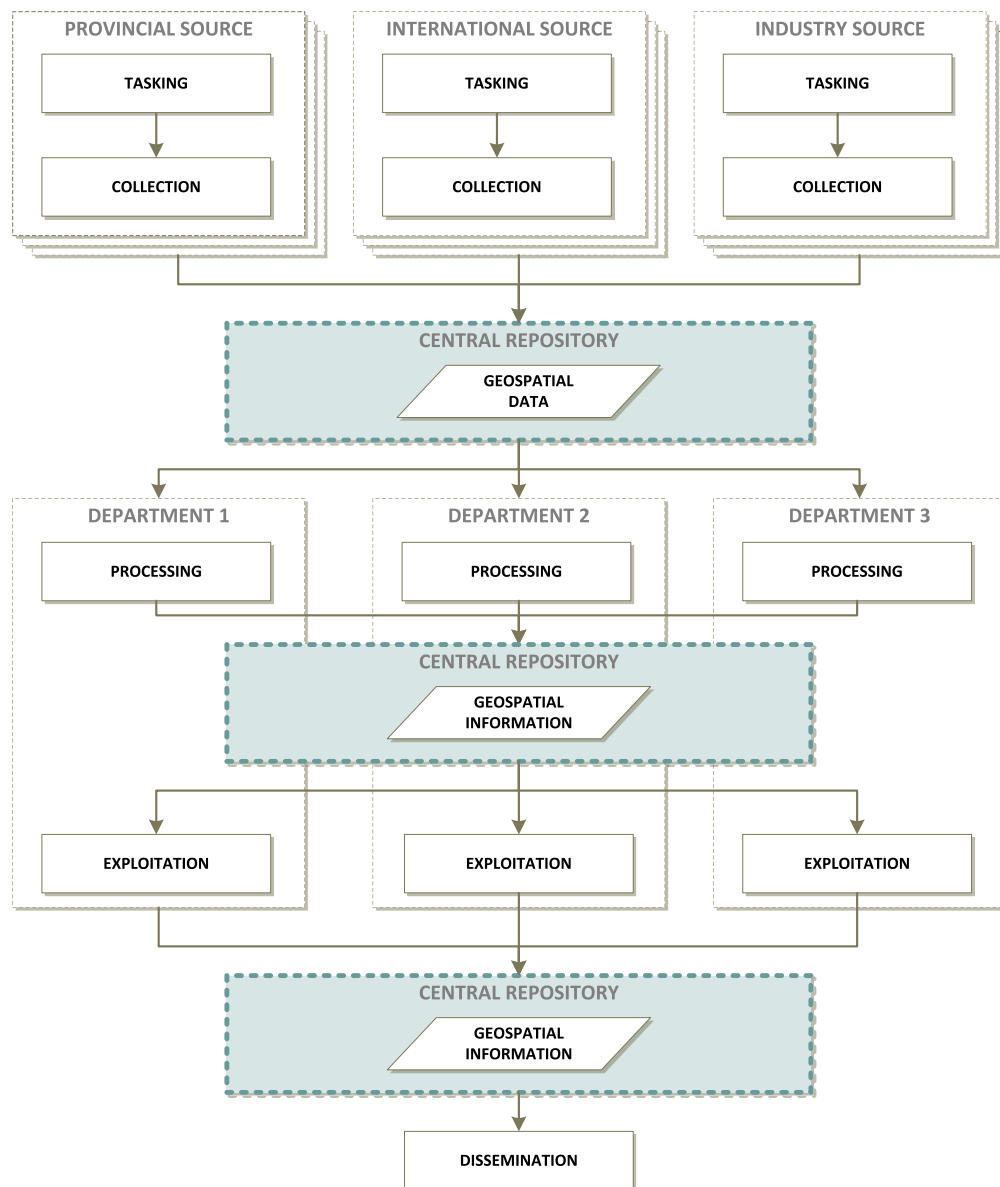 PROVINCIAL SOURCE
TASKING
COLLECTION
INTERNATIONAL SOURCE
TASKING
COLLECTION
INDUSTRY SOURCE
TASKING
COLLECTION
CENTRAL REPOSITORY
GEOSPATIAL
DATA
DEPARTMENT 1
PROCESSING
DEPARTMENT 2
PROCESSING
DEPARTMENT 3
PROCESSING
CENTRAL REPOSITORY
GEOSPATIAL
INFORMATION
EXPLOITATION
EXPLOITATION
EXPLOITATION
CENTRAL REPOSITORY
GEOSPATIAL
INFORMATION
DISSEMINATION